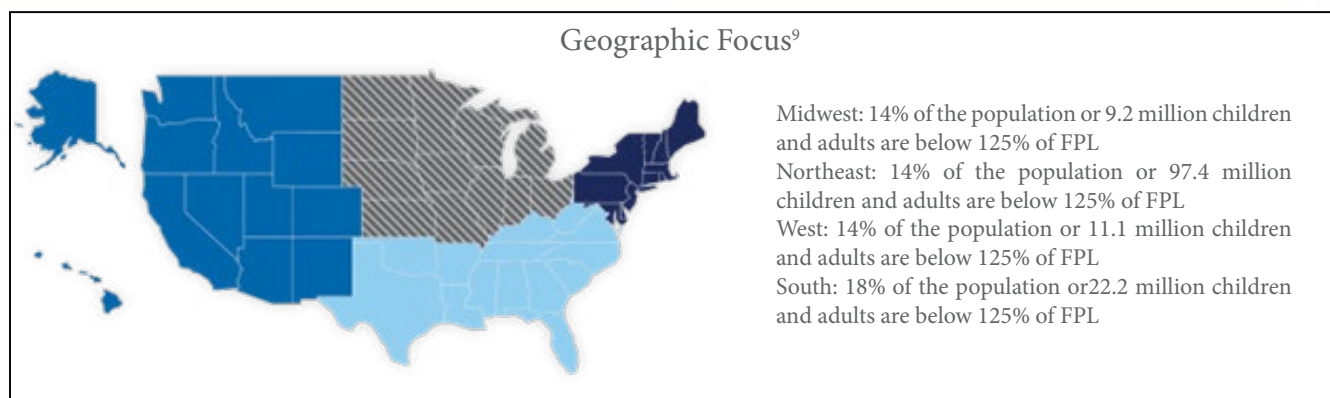 Geographic Focus⁹
Midwest: 14% of the population or 9.2 million children
and adults are below 125% of FPL
Northeast: 14% of the population or 97.4 million
children and adults are below 125% of FPL
West: 14% of the population or 11.1 million children
and adults are below 125% of FPL
South: 18% of the population or22.2 million children
and adults are below 125% of FPL